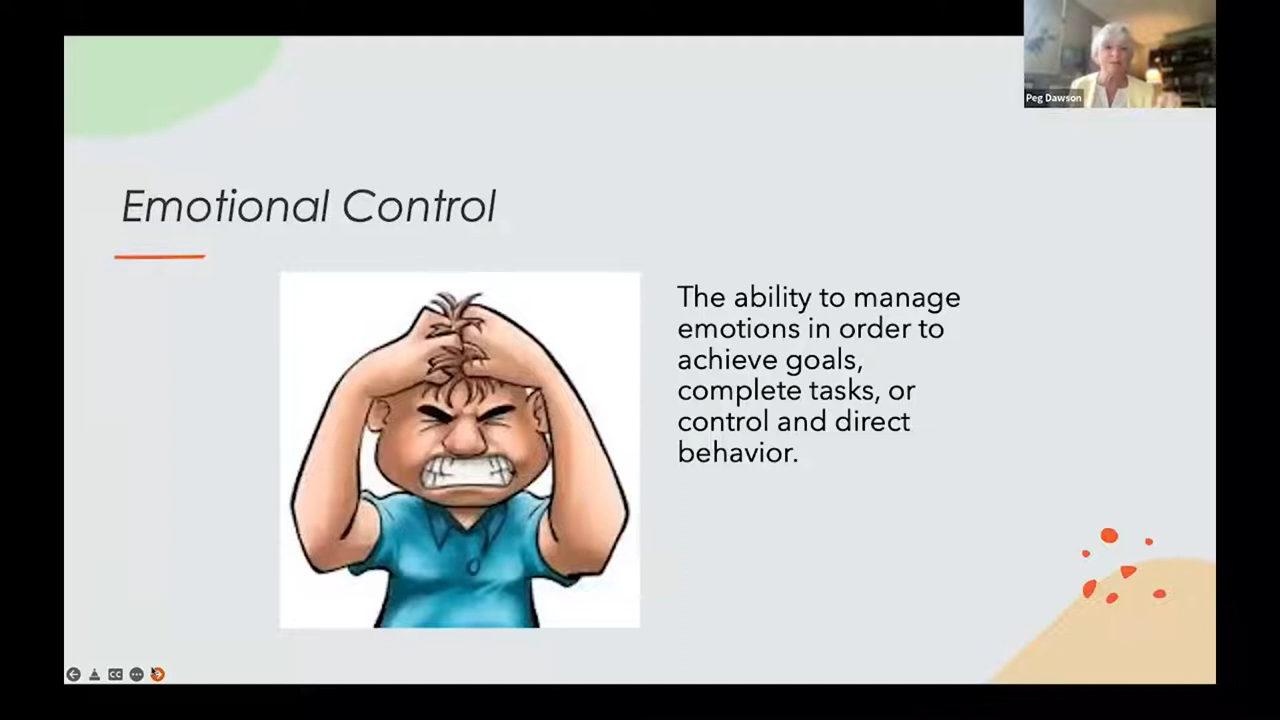 Peg Dawson
Emotional Control
The ability to manage
emotions in order to
achieve goals,
complete tasks, or
control and direct
behavior.
CC